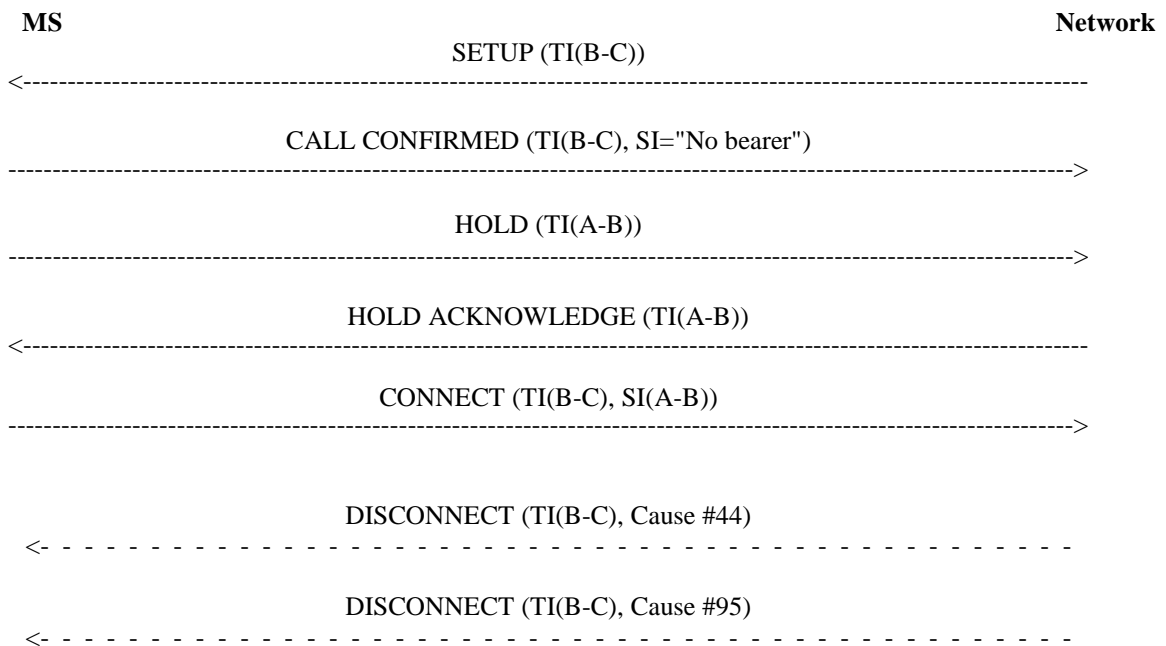 MS Network
SETUP (TI(B-C))
CALL CONFIRMED (TI(B-C), SI="No bearer")
HOLD (TI(A-B))
HOLD ACKNOWLEDGE (TI(A-B))
CONNECT (TI(B-C), SI(A-B))
DISCONNECT (TI(B-C), Cause #44)
DISCONNECT (TI(B-C), Cause #95)